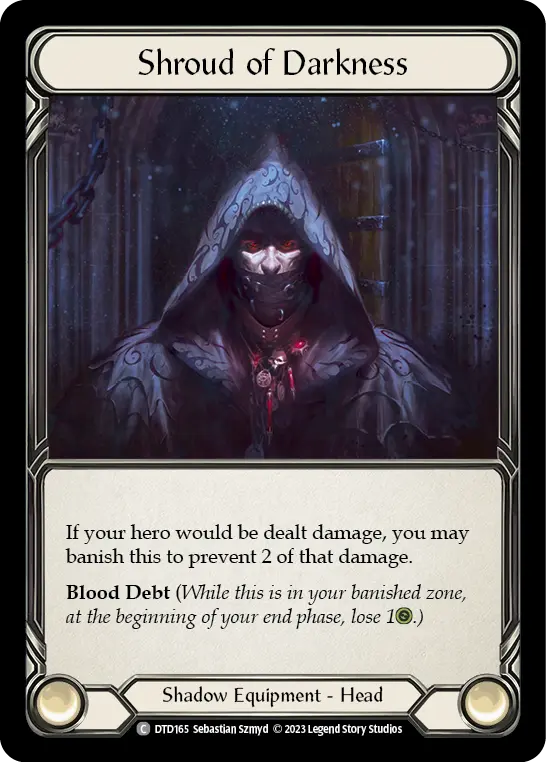 Shroud of Darkness
If your hero would be dealt damage, you may
banish this to prevent 2 of that damage.
Blood Debt (While this is in your banished zone,
at the beginning of your end phase, lose 1.)
Shadow Equipment - Head
C DTD165 Sebastian Szmyd © 2023 Legend Story Studios